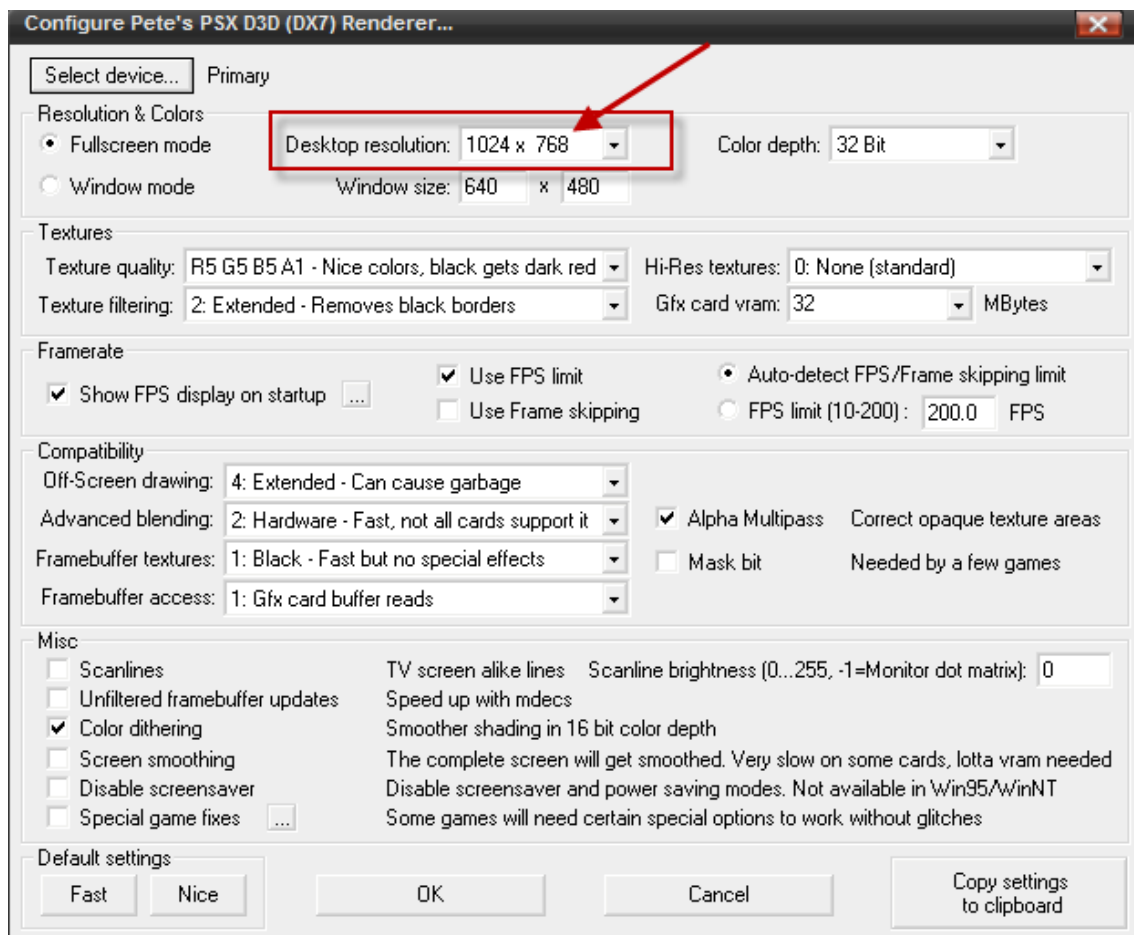 Configure Pete's PSX D3D (DX7) Renderer...
Select device... Primary
Resolution & Colors
Fullscreen mode Desktop resolution: 1024 x 768 Color depth: 32 Bit
Window mode Window size: 640 x 480
Textures
Texture quality: R5 G5 B5 A1 - Nice colors, black gets dark red Hi-Res textures: 0: None (standard)
Texture filtering: 2: Extended - Removes black borders Gfx card vram: 32 MBytes
Framerate
Show FPS display on startup ... Use FPS limit Auto-detect FPS/Frame skipping limit
Use Frame skipping FPS limit (10-200) : 200.0 FPS
Compatibility
Off-Screen drawing: 4: Extended - Can cause garbage
Advanced blending: 2: Hardware - Fast, not all cards support it Alpha Multipass Correct opaque texture areas
Framebuffer textures: 1: Black - Fast but no special effects Mask bit Needed by a few games
Framebuffer access: 1: Gfx card buffer reads
Misc
Scanlines TV screen alike lines Scanline brightness (0...255, -1=Monitor dot matrix): 0
Unfiltered framebuffer updates Speed up with mdecs
Color dithering Smoother shading in 16 bit color depth
Screen smoothing The complete screen will get smoothed. Very slow on some cards, lotta vram needed
Disable screensaver Disable screensaver and power saving modes. Not available in Win95/WinNT
Special game fixes ... Some games will need certain special options to work without glitches
Default settings
Fast Nice OK Cancel Copy settings
to clipboard